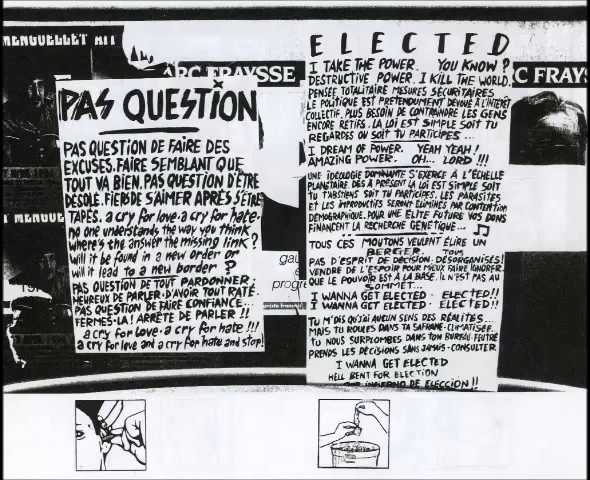 MENGUELLET AIT
ARC FRAYSSE
C FRAYS
PAS QUESTION
PAS QUESTION DE FAIRE DES
EXCUSES. FAIRE SEMBLANT QUE
TOUT VA BIEN. PAS QUESTION D'ÊTRE
DÉSOLÉ. FIERS DE S'AIMER APRÈS S'ÊTRE
TAPÉS. a cry for love. a cry for hate.
no one understands the way you think
where's the answer the missing link?
will it be found in a new order or
will it lead to a new border?
PAS QUESTION DE TOUT PARDONNER.
HEUREUX DE PARLER. D'AVOIR TOUT RATÉ.
PAS QUESTION DE FAIRE CONFIANCE...
FERMES-LA! ARRÊTE DE PARLER!!
a cry for love. a cry for hate!!!
a cry for love and a cry for hate and stop!
gau
e
progre
ELECTED
I TAKE THE POWER. YOU KNOW?
DESTRUCTIVE POWER. I KILL THE WORLD.
PENSÉE TOTALITAIRE MESURES SÉCURITAIRES
LE POLITIQUE EST PRÉTENDUMENT DÉVOUÉ À L'INTÉRÊT
COLLECTIF. PLUS BESOIN DE CONTRAINDRE LES GENS
ENCORE RÉTIFS. LA LOI EST SIMPLE SOIT TU
REGARDES OU SOIT TU PARTICIPES...
I DREAM OF POWER. YEAH YEAH!
AMAZING POWER. OH... LORD!!!
UNE IDÉOLOGIE DOMINANTE S'EXERCE À L'ÉCHELLE
PLANÉTAIRE DÈS À PRÉSENT LA LOI EST SIMPLE SOIT
TU T'ABSTIENS SOIT TU PARTICIPES. LES PARASITES
ET LES IMPRODUCTIFS SERONT ÉLIMINÉS PAR CONTENTION
DÉMOGRAPHIQUE. POUR UNE ÉLITE FUTURE VOS DONS
FINANCENT LA RECHERCHE GÉNÉTIQUE...
TOUS CES MOUTONS VEULENT ÉLIRE UN
BERGER. TOUS
PAS D'ESPRIT DE DÉCISION. DÉSORGANISÉS!
VENDRE DE L'ESPOIR POUR MIEUX FAIRE IGNORER.
QUE LE POUVOIR EST À LA BASE. IL N'EST PAS AU
SOMMET...
I WANNA GET ELECTED. ELECTED!!
I WANNA GET ELECTED. ELECTED!!
TU M'DIS QU'J'AI AUCUN SENS DES RÉALITÉS...
MAIS TU ROULES DANS TA SAFRANE-CLIMATISÉE.
TU NOUS SURPLOMBES DANS TON BUREAU-FEUTRÉ
PRENDS LES DÉCISIONS SANS JAMAIS-CONSULTER
I WANNA GET ELECTED
HELL BENT FOR ELECTION
INFIERNO DE ELECCIÓN!!